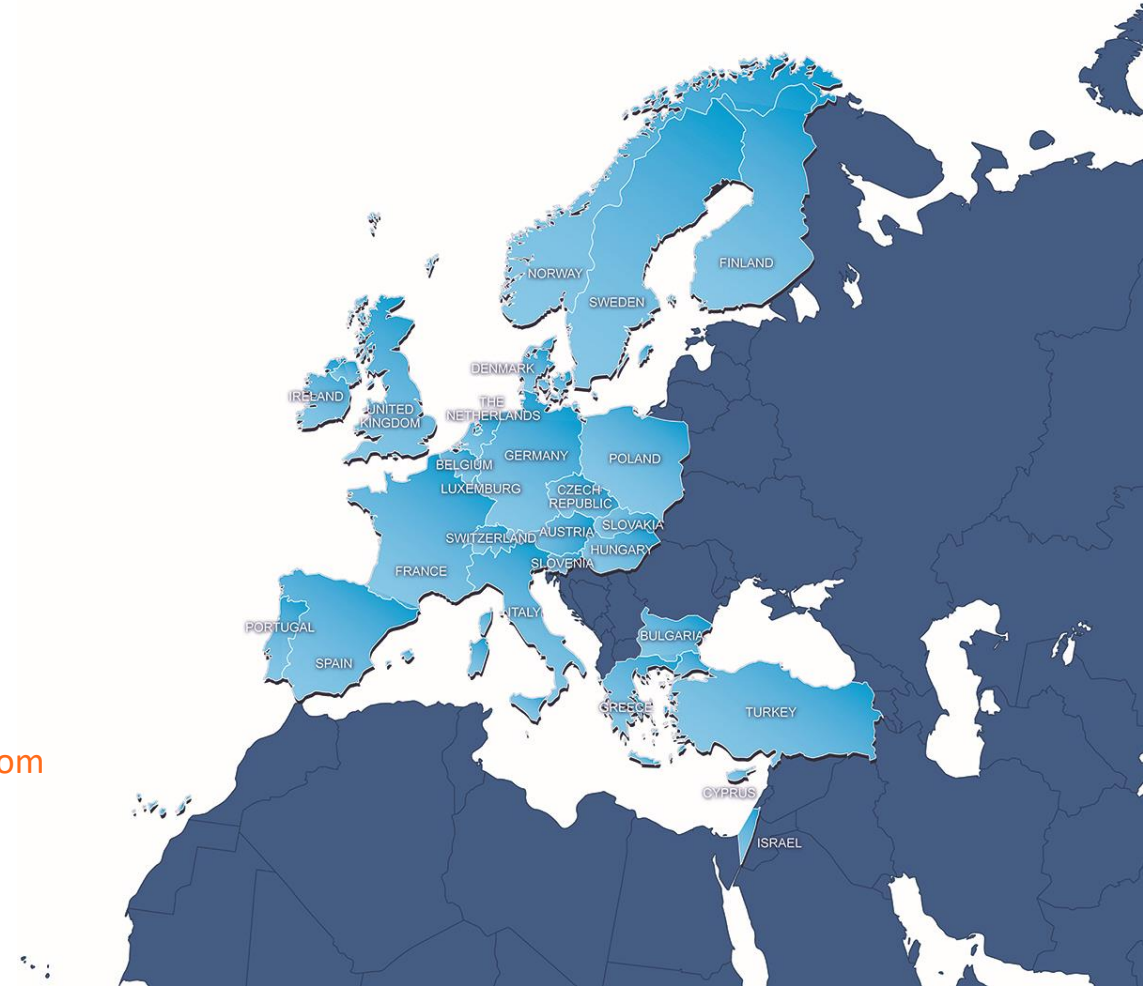 FINLAND
NORWAY
SWEDEN
DENMARK
IRELAND
THE
NETHERLANDS
UNITED
KINGDOM
GERMANY
POLAND
BELGIUM
LUXEMBURG
CZECH
REPUBLIC
SLOVAKIA
AUSTRIA
SWITZERLAND
HUNGARY
SLOVENIA
FRANCE
ITALY
PORTUGAL
BULGARIA
SPAIN
GREECE
TURKEY
om
CYPRUS
ISRAEL